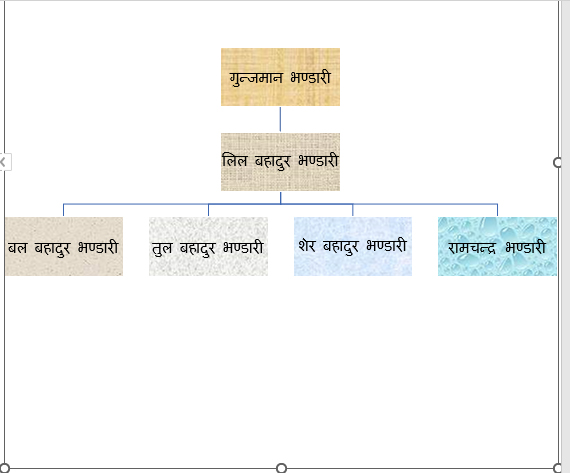 गुन्जमान भण्डारी
लिल बहादुर भण्डारी
बल बहादुर भण्डारी
तुल बहादुर भण्डारी
शेर बहादुर भण्डारी
रामचन्द्र भण्डारी